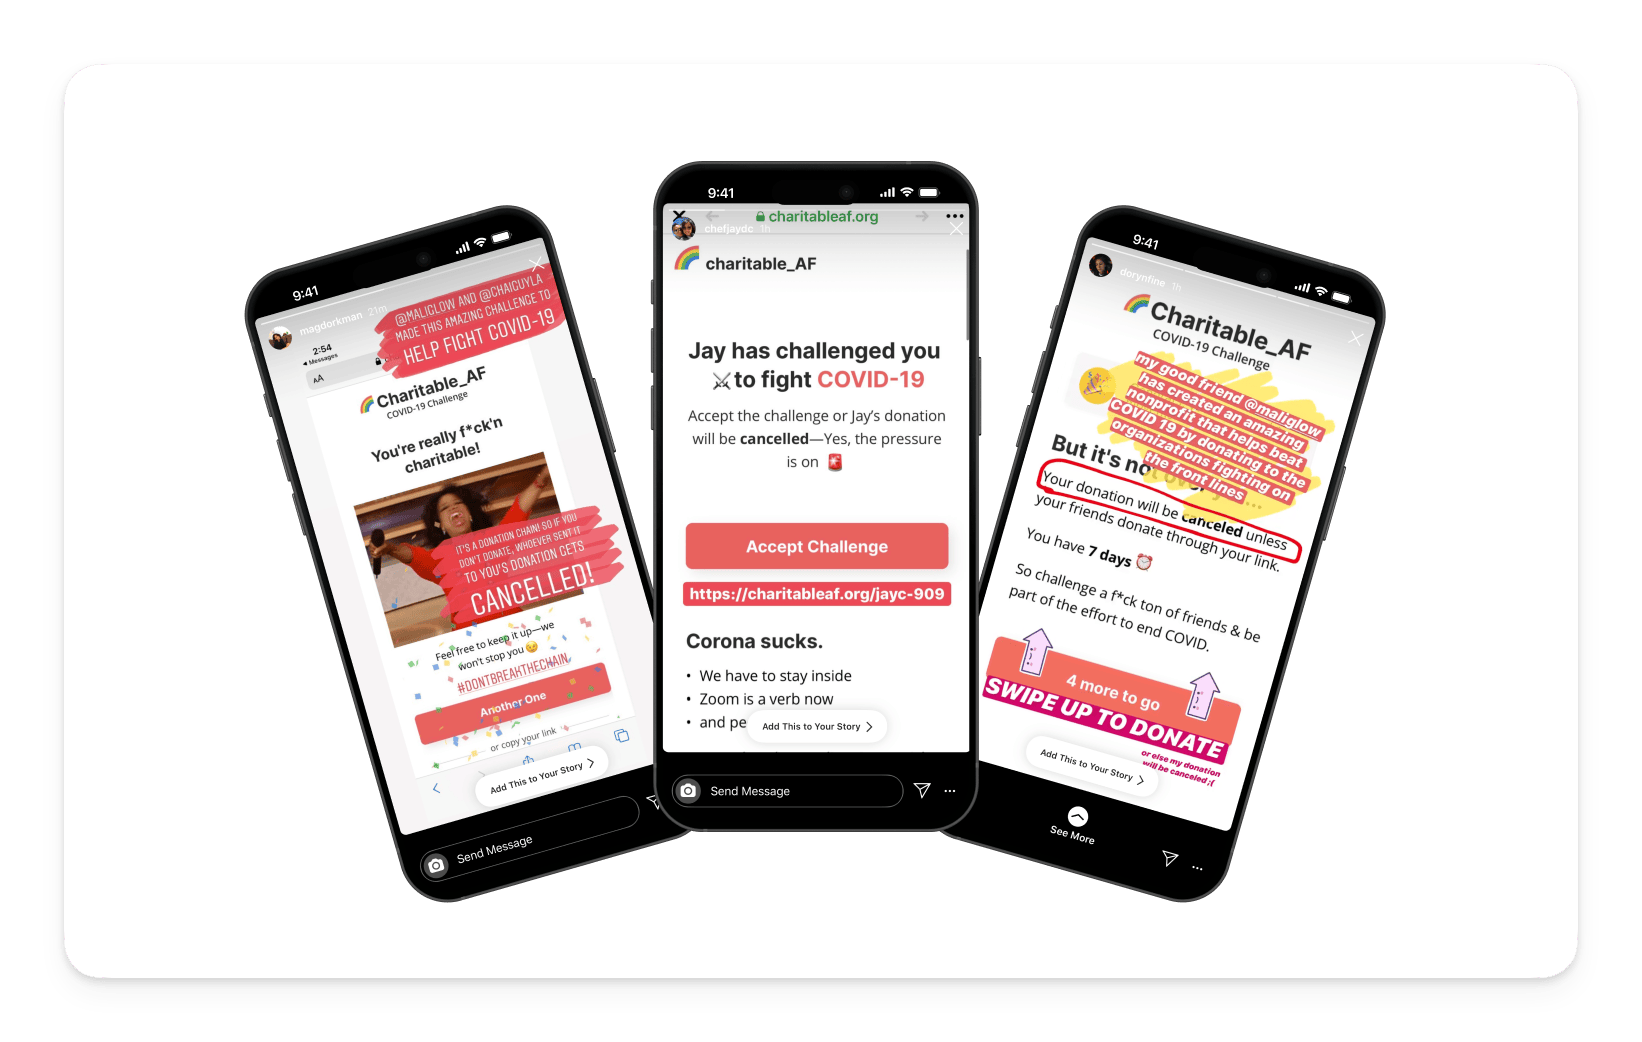 9:41
magdorkman 21m
@MALIGLOW AND @CHAICUYLA
MADE THIS AMAZING CHALLENGE TO
HELP FIGHT COVID-19
2:54
Messages
AA
Charitable_AF
COVID-19 Challenge
You're really f*ck'n
charitable!
IT'S A DONATION CHAIN! SO IF YOU
DON'T DONATE, WHOEVER SENT IT
TO YOU'S DONATION GETS
CANCELLED!
Feel free to keep it up—we
won't stop you
#DONTBREAKTHECHAIN
Another One
or copy your link
Add This to Your Story
Send Message
9:41
charitableaf.org
chefjaydc 1h
charitable_AF
Jay has challenged you
to fight COVID-19
Accept the challenge or Jay's donation
will be cancelled—Yes, the pressure
is on
Accept Challenge
https://charitableaf.org/jayc-909
Corona sucks.
• We have to stay inside
• Zoom is a verb now
• and pe
Add This to Your Story
Send Message
9:41
dorynfine 1h
Charitable_AF
COVID-19 Challenge
my good friend @maliglow
has created an amazing
nonprofit that helps beat
COVID 19 by donating to the
organizations fighting on
the front lines
But it's not over
Your donation will be canceled unless
your friends donate through your link.
You have 7 days
So challenge a f*ck ton of friends & be
part of the effort to end COVID.
4 more to go
SWIPE UP TO DONATE
or else my donation
will be canceled ;(
Add This to Your Story
See More